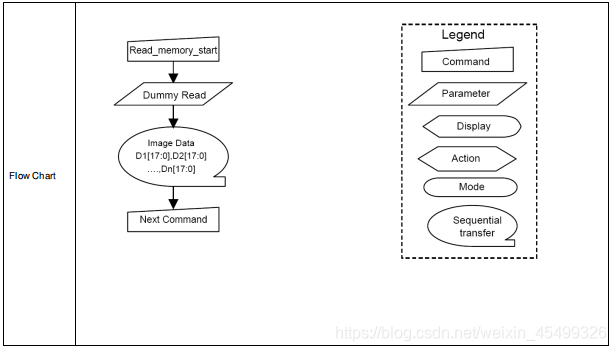 Flow Chart
Read_memory_start
Dummy Read
Image Data
D1[17:0],D2[17:0]
....,Dn[17:0]
Next Command
Legend
Command
Parameter
Display
Action
Mode
Sequential
transfer
https://blog.csdn.net/weixin_45499326